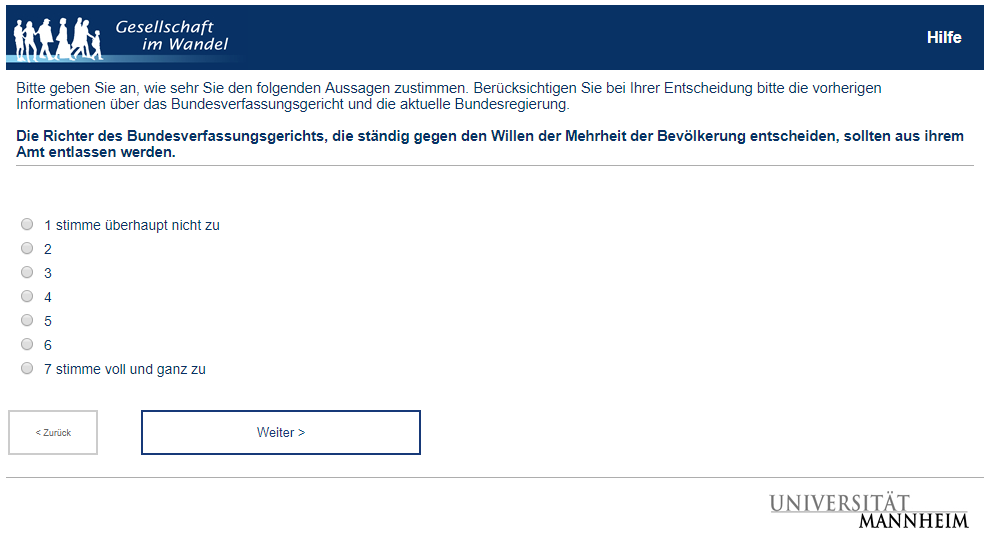 Gesellschaft
im Wandel
Hilfe
Bitte geben Sie an, wie sehr Sie den folgenden Aussagen zustimmen. Berücksichtigen Sie bei Ihrer Entscheidung bitte die vorherigen
Informationen über das Bundesverfassungsgericht und die aktuelle Bundesregierung.
Die Richter des Bundesverfassungsgerichts, die ständig gegen den Willen der Mehrheit der Bevölkerung entscheiden, sollten aus ihrem
Amt entlassen werden.
1 stimme überhaupt nicht zu
2
3
4
5
6
7 stimme voll und ganz zu
< Zurück
Weiter >
UNIVERSITÄT
MANNHEIM